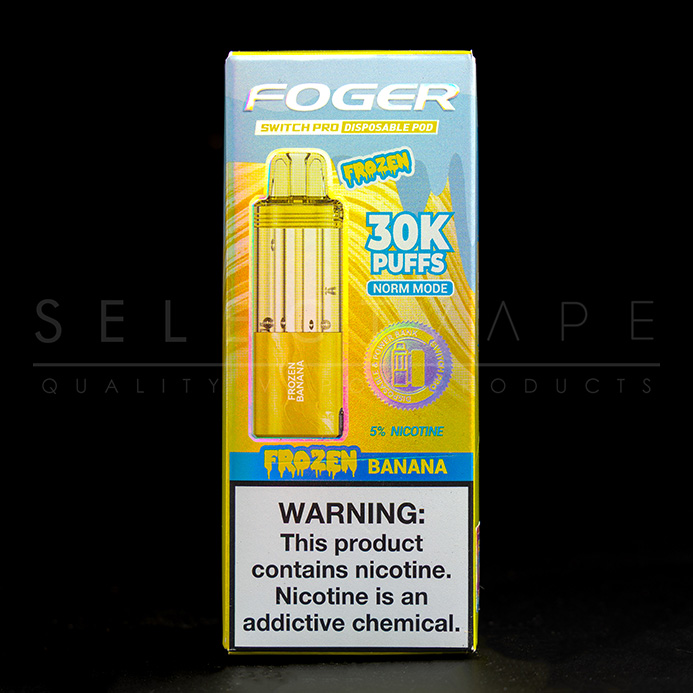 FOGER
SWITCH PRO DISPOSABLE POD
FROZEN
30K
PUFFS
NORM MODE
FROZEN
BANANA
5% NICOTINE
FROZEN BANANA
WARNING:
This product
contains nicotine.
Nicotine is an
addictive chemical.